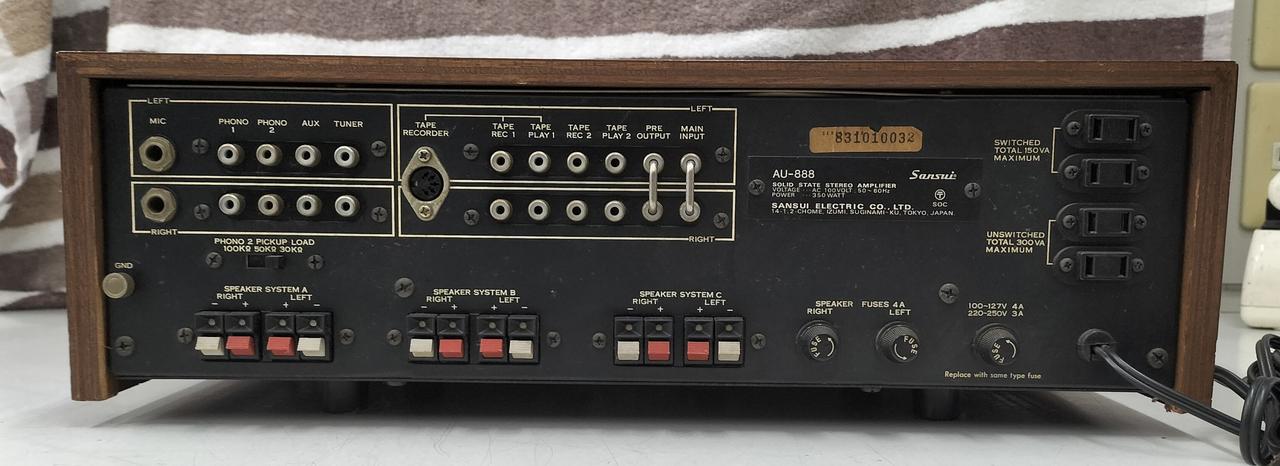 LEFT
MIC
PHONO 1
PHONO 2
AUX
TUNER
RIGHT
TAPE RECORDER
TAPE REC 1
TAPE PLAY 1
TAPE REC 2
TAPE PLAY 2
PRE OUTPUT
MAIN INPUT
LEFT
RIGHT
831010032
AU-888
Sansui
SOLID STATE STEREO AMPLIFIER
VOLTAGE ··· AC 100VOLT. 50~60Hz
POWER ··· 350WATT
SOC
SANSUI ELECTRIC CO., LTD.
14-1, 2-CHOME, IZUMI, SUGINAMI-KU, TOKYO, JAPAN.
SWITCHED
TOTAL 150VA
MAXIMUM
UNSWITCHED
TOTAL 300VA
MAXIMUM
PHONO 2 PICKUP LOAD
100KΩ 50KΩ 30KΩ
GND
SPEAKER SYSTEM A
RIGHT LEFT
− + + −
SPEAKER SYSTEM B
RIGHT LEFT
− + + −
SPEAKER SYSTEM C
RIGHT LEFT
− + + −
SPEAKER FUSES 4A
RIGHT LEFT
100~127V 4A
220-250V 3A
FUSE
FUSE
FUSE
Replace with same type fuse